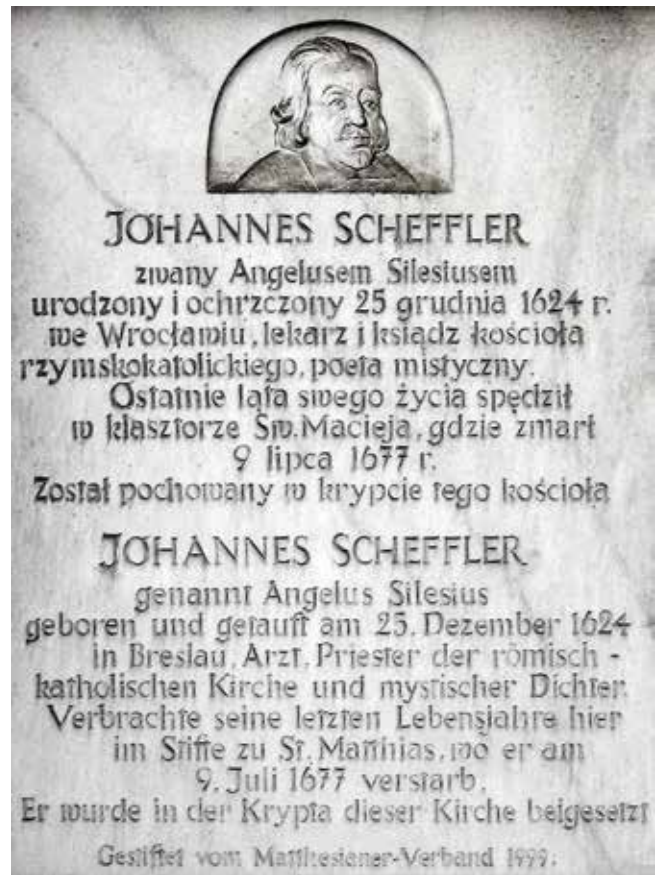 JOHANNES SCHEFFLER
zwany Angelusem Silesiusem
urodzony i ochrzczony 25 grudnia 1624 r.
we Wrocławiu, lekarz i ksiądz kościoła
rzymskokatolickiego, poeta mistyczny.
Ostatnie lata swego życia spędził
w klasztorze Św. Macieja, gdzie zmarł
9 lipca 1677 r.
Został pochowany w krypcie tego kościoła
JOHANNES SCHEFFLER
genannt Angelus Silesius
geboren und getauft am 25. Dezember 1624
in Breslau, Arzt, Priester der römisch-
katholischen Kirche und mystischer Dichter.
Verbrachte seine letzten Lebensjahre hier
im Stifte zu St. Matthias, wo er am
9. Juli 1677 verstarb.
Er wurde in der Krypta dieser Kirche beigesetzt
Gestiftet vom Matthesianer-Verband 1999.